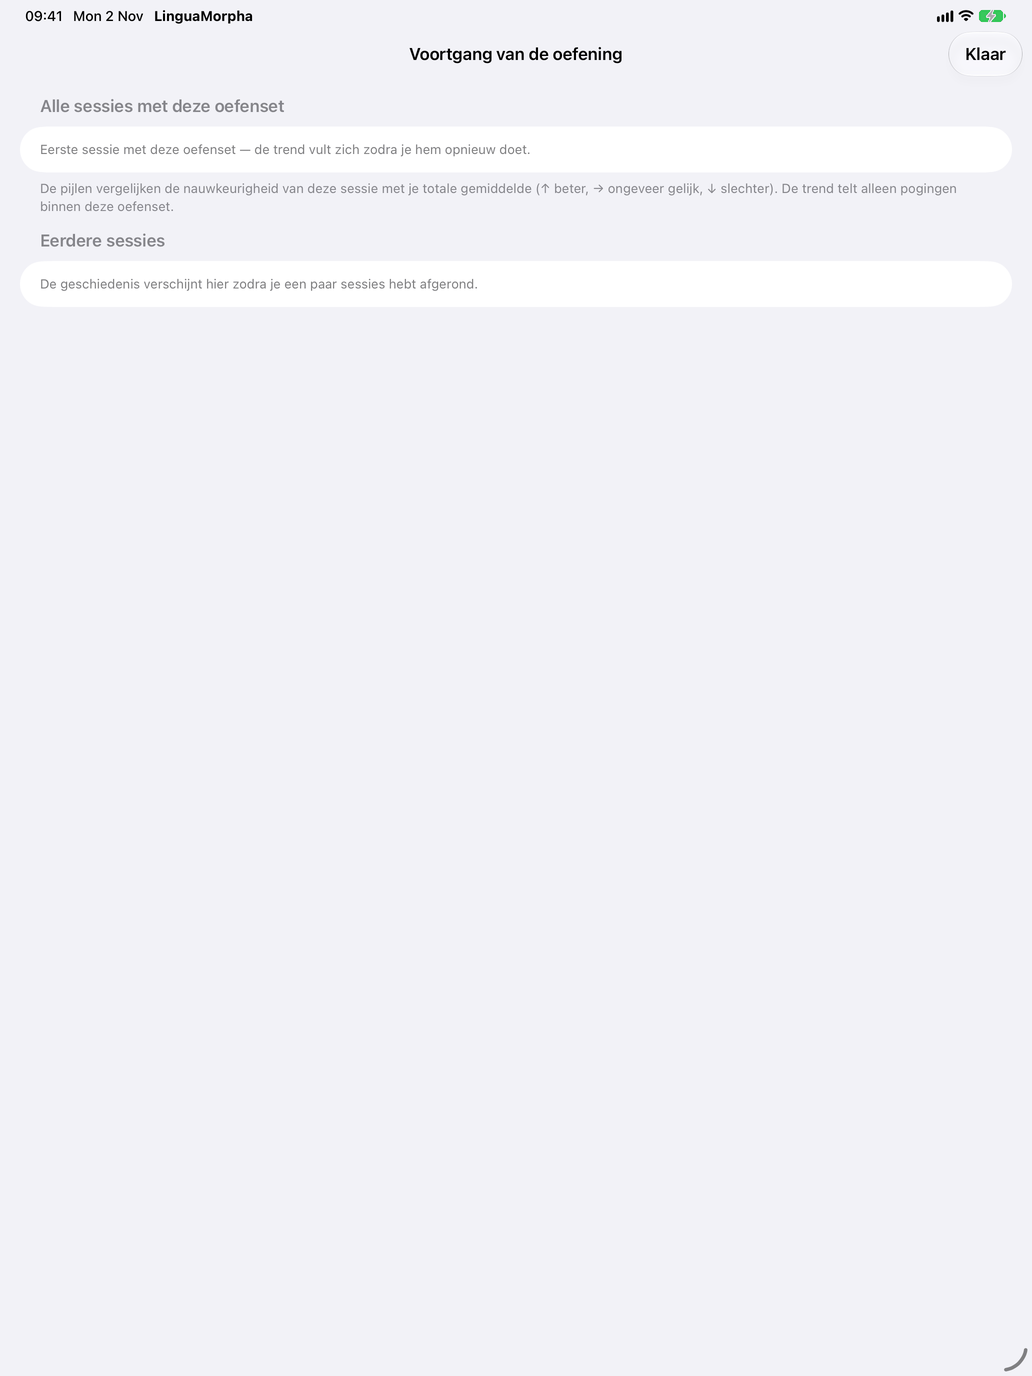 09:41 Mon 2 Nov LinguaMorpha
Voortgang van de oefening
Klaar
Alle sessies met deze oefenset
Eerste sessie met deze oefenset — de trend vult zich zodra je hem opnieuw doet.
De pijlen vergelijken de nauwkeurigheid van deze sessie met je totale gemiddelde (↑ beter, → ongeveer gelijk, ↓ slechter). De trend telt alleen pogingen
binnen deze oefenset.
Eerdere sessies
De geschiedenis verschijnt hier zodra je een paar sessies hebt afgerond.